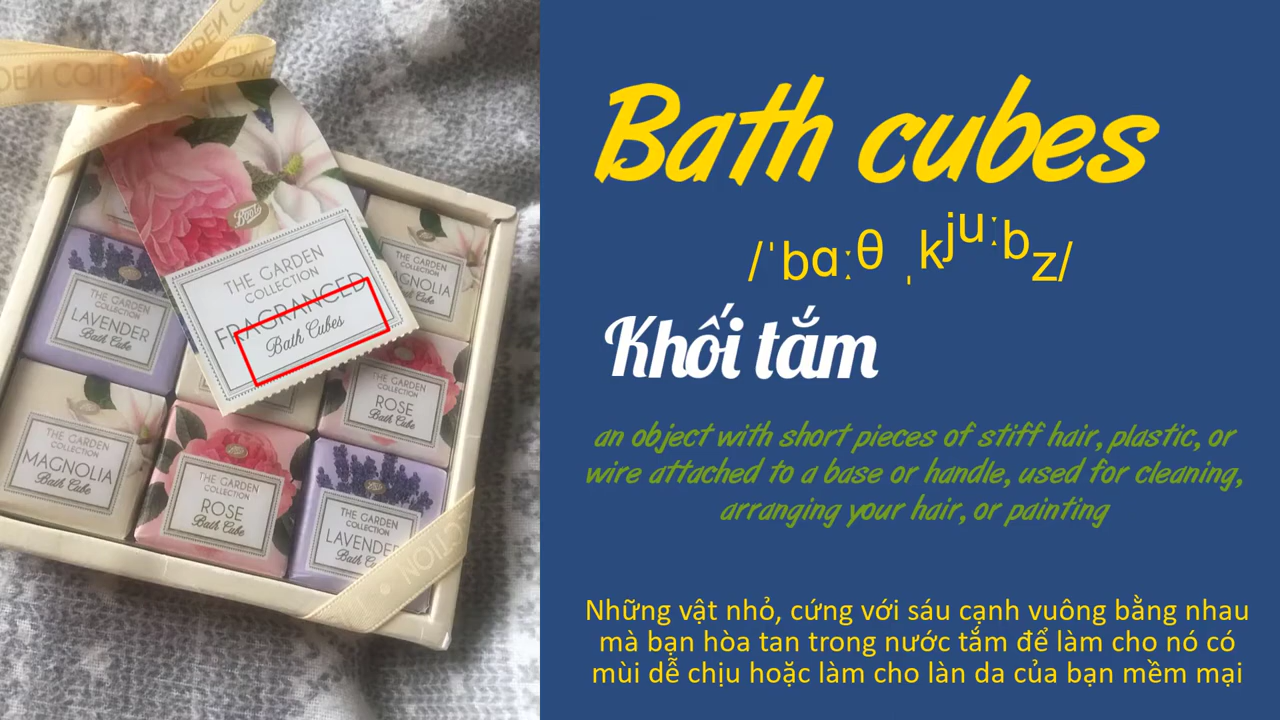 DEN COLL
GARDEN C
THE GARDEN
COLLECTION
LAVENDER
Bath Cube
Boots
THE GARDEN
COLLECTION
FRAGRANCED
Bath Cubes
MAGNOLIA
Bath Cube
THE GARDEN
COLLECTION
MAGNOLIA
Bath Cube
THE GARDEN
COLLECTION
ROSE
Bath Cube
THE GARDEN
COLLECTION
ROSE
Bath Cube
THE GARDEN
COLLECTION
LAVENDER
Bath
Bath cubes
/ˈbɑːθ ˌkjuːbz/
Khối tắm
an object with short pieces of stiff hair, plastic, or
wire attached to a base or handle, used for cleaning,
arranging your hair, or painting
Những vật nhỏ, cứng với sáu cạnh vuông bằng nhau
mà bạn hòa tan trong nước tắm để làm cho nó có
mùi dễ chịu hoặc làm cho làn da của bạn mềm mại